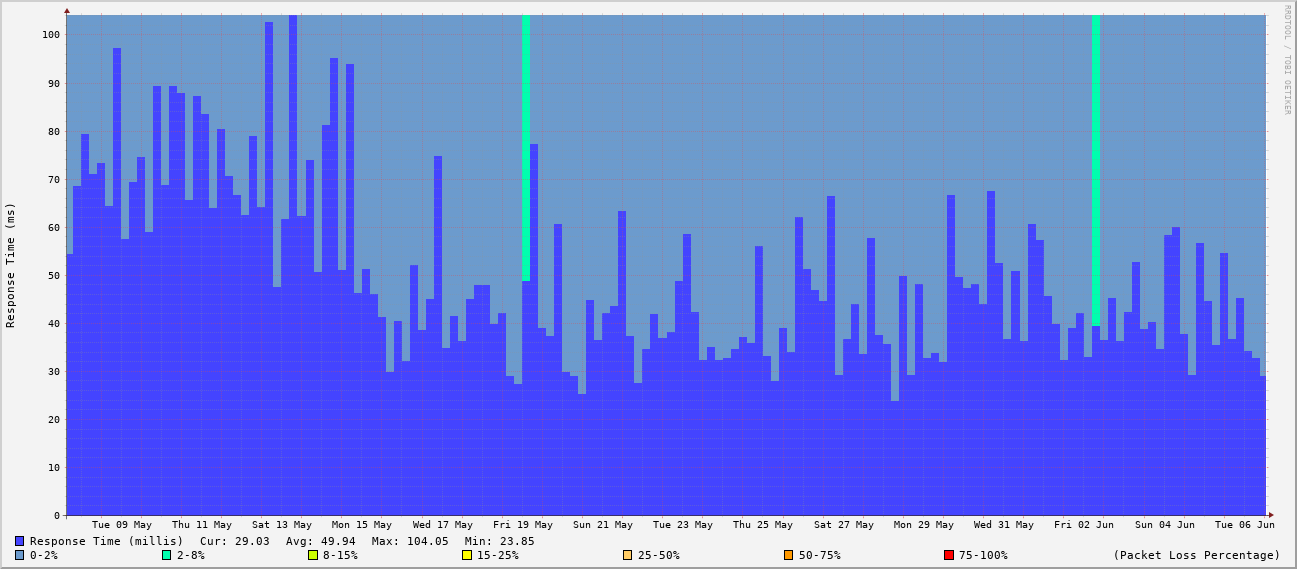 RRDTOOL / TOBI OETIKER
Response Time (ms)
100
90
80
70
60
50
40
30
20
10
0
Tue 09 May Thu 11 May Sat 13 May Mon 15 May Wed 17 May Fri 19 May Sun 21 May Tue 23 May Thu 25 May Sat 27 May Mon 29 May Wed 31 May Fri 02 Jun Sun 04 Jun Tue 06 Jun
Response Time (millis) Cur: 29.03 Avg: 49.94 Max: 104.05 Min: 23.85
0-2% 2-8% 8-15% 15-25% 25-50% 50-75% 75-100% (Packet Loss Percentage)